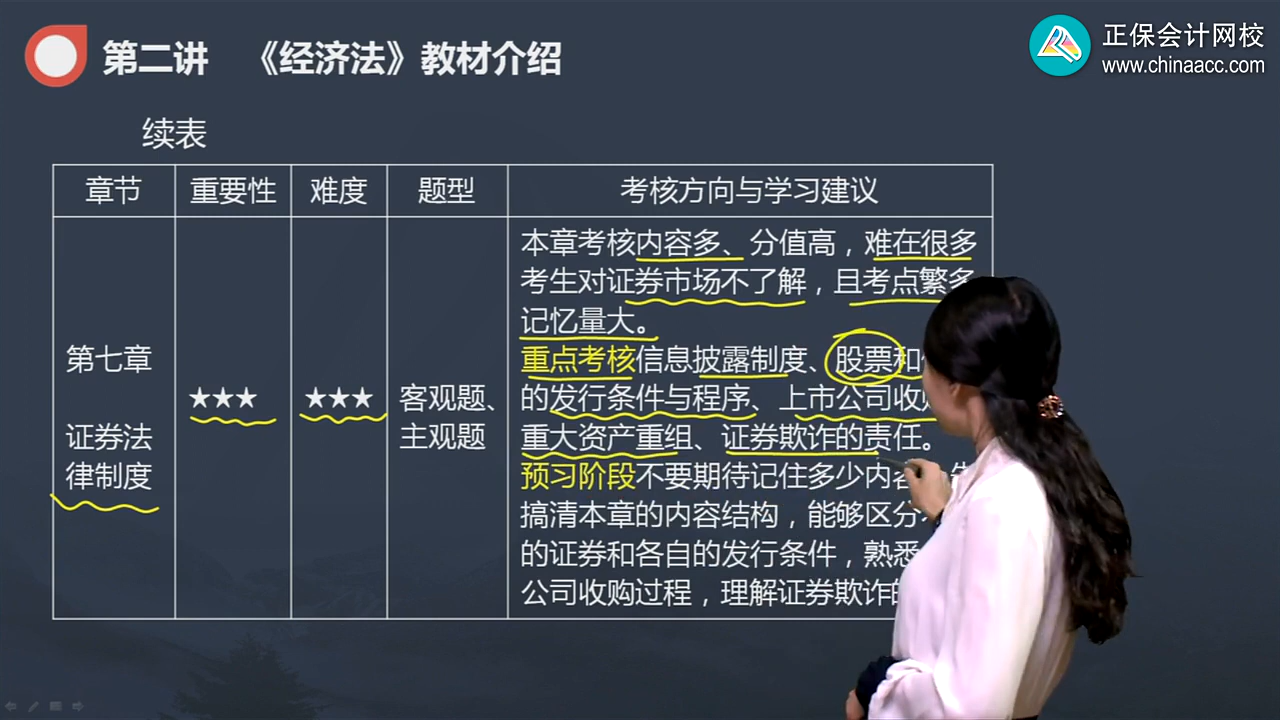 第二讲 《经济法》教材介绍
正保会计网校
www.chinaacc.com
续表
章节 重要性 难度 题型 考核方向与学习建议
第七章
证券法
律制度
★★★
★★★
客观题、
主观题
本章考核内容多、分值高，难在很多
考生对证券市场不了解，且考点繁多
记忆量大。
重点考核信息披露制度、股票和
的发行条件与程序、上市公司收
重大资产重组、证券欺诈的责任。
预习阶段不要期待记住多少内容
搞清本章的内容结构，能够区分
的证券和各自的发行条件，熟悉
公司收购过程，理解证券欺诈的